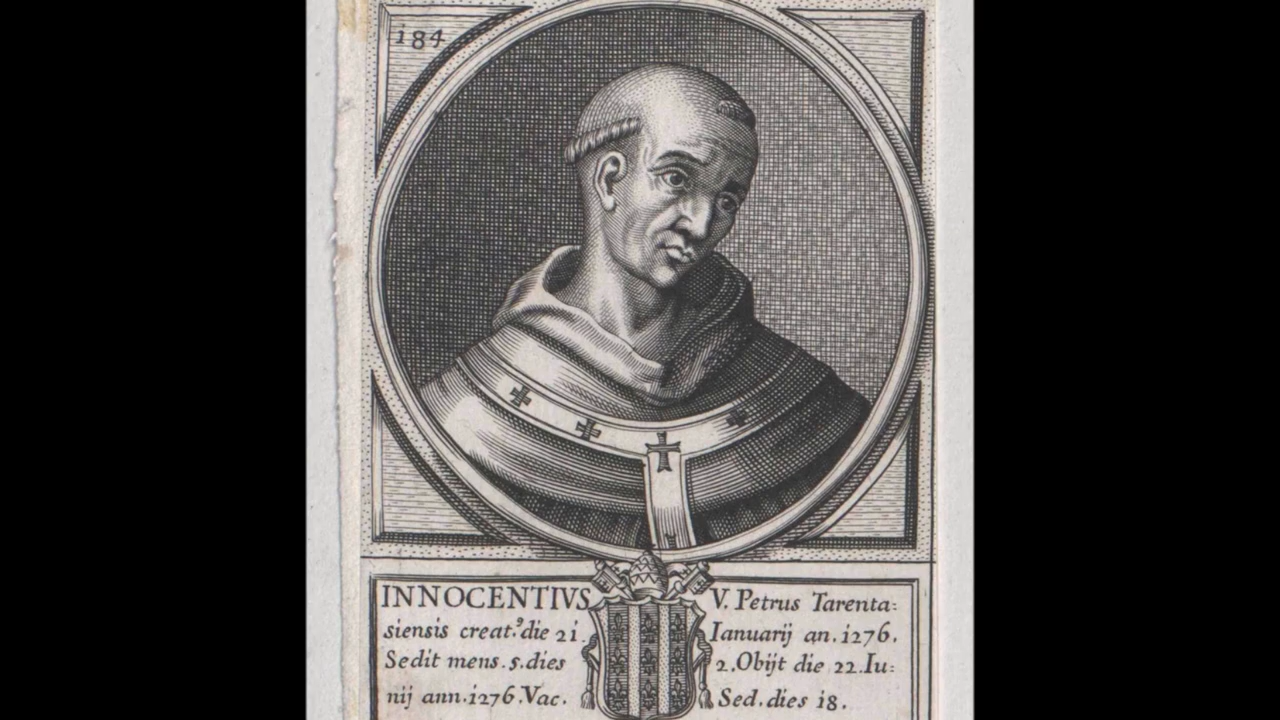 184
INNOCENTIVS V. Petrus Tarenta:
siensis creat.⁹ die 21. Ianuarij an. 1276.
Sedit mens. 5. dies 2. Obijt die 22. Iu:
nij ann. 1276. Vac. Sed. dies 18.